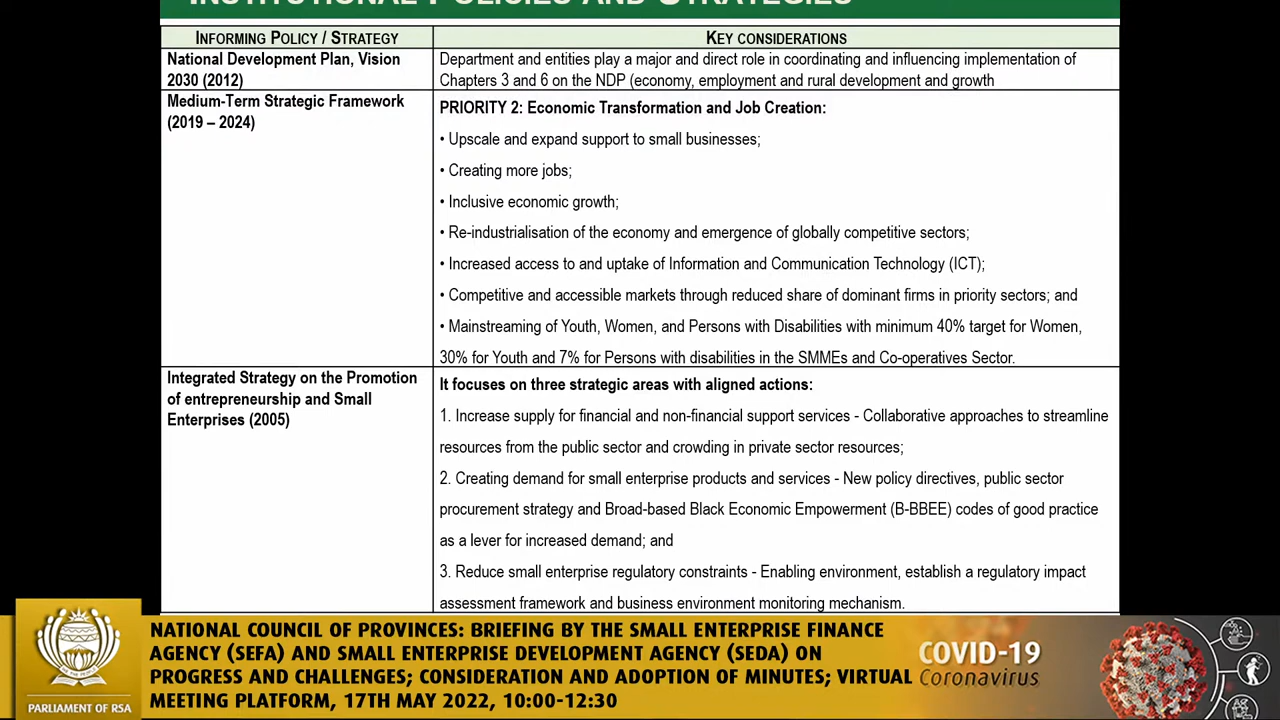 INSTITUTIONAL POLICIES AND STRATEGIES
INFORMING POLICY / STRATEGY
KEY CONSIDERATIONS
National Development Plan, Vision
2030 (2012)
Department and entities play a major and direct role in coordinating and influencing implementation of
Chapters 3 and 6 on the NDP (economy, employment and rural development and growth
Medium-Term Strategic Framework
(2019 – 2024)
PRIORITY 2: Economic Transformation and Job Creation:
• Upscale and expand support to small businesses;
• Creating more jobs;
• Inclusive economic growth;
• Re-industrialisation of the economy and emergence of globally competitive sectors;
• Increased access to and uptake of Information and Communication Technology (ICT);
• Competitive and accessible markets through reduced share of dominant firms in priority sectors; and
• Mainstreaming of Youth, Women, and Persons with Disabilities with minimum 40% target for Women,
30% for Youth and 7% for Persons with disabilities in the SMMEs and Co-operatives Sector.
Integrated Strategy on the Promotion
of entrepreneurship and Small
Enterprises (2005)
It focuses on three strategic areas with aligned actions:
1. Increase supply for financial and non-financial support services - Collaborative approaches to streamline
resources from the public sector and crowding in private sector resources;
2. Creating demand for small enterprise products and services - New policy directives, public sector
procurement strategy and Broad-based Black Economic Empowerment (B-BBEE) codes of good practice
as a lever for increased demand; and
3. Reduce small enterprise regulatory constraints - Enabling environment, establish a regulatory impact
assessment framework and business environment monitoring mechanism.
PARLIAMENT OF RSA
NATIONAL COUNCIL OF PROVINCES: BRIEFING BY THE SMALL ENTERPRISE FINANCE
AGENCY (SEFA) AND SMALL ENTERPRISE DEVELOPMENT AGENCY (SEDA) ON
PROGRESS AND CHALLENGES; CONSIDERATION AND ADOPTION OF MINUTES; VIRTUAL
MEETING PLATFORM, 17TH MAY 2022, 10:00-12:30
COVID-19
Coronavirus